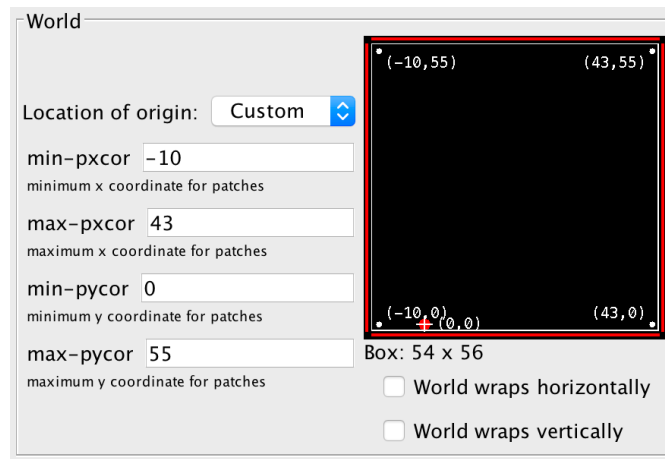 World
Location of origin: Custom
min-pxcor -10
minimum x coordinate for patches
max-pxcor 43
maximum x coordinate for patches
min-pycor 0
minimum y coordinate for patches
max-pycor 55
maximum y coordinate for patches
(-10,55) (43,55)
(-10,0) (43,0)
(0,0)
Box: 54 x 56
World wraps horizontally
World wraps vertically